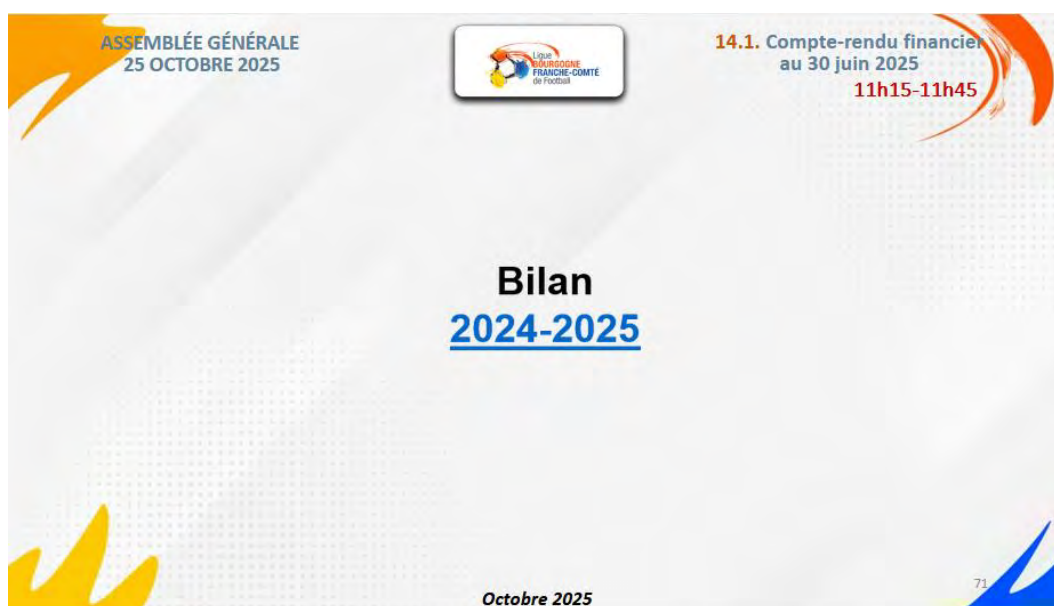 ASSEMBLÉE GÉNÉRALE
25 OCTOBRE 2025
Ligue
BOURGOGNE
FRANCHE-COMTÉ
de Football
14.1. Compte-rendu financier
au 30 juin 2025
11h15-11h45
Bilan
2024-2025
71
Octobre 2025